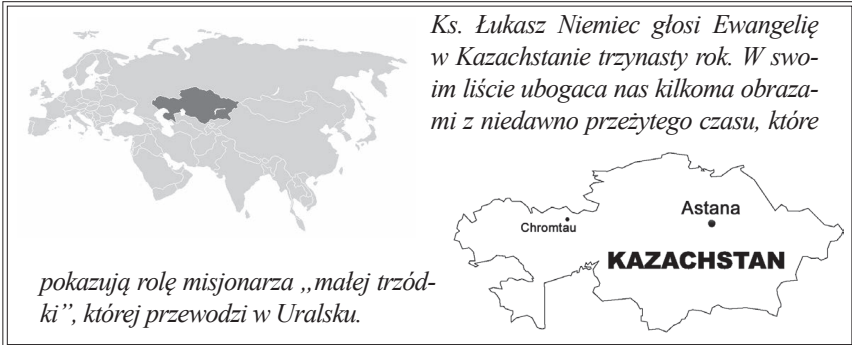 Ks. Łukasz Niemiec głosi Ewangelię
w Kazachstanie trzynasty rok. W swo-
im liście ubogaca nas kilkoma obraza-
mi z niedawno przeżytego czasu, które
Astana
Chromtau
KAZACHSTAN
pokazują rolę misjonarza ,,małej trzód-
ki”, której przewodzi w Uralsku.